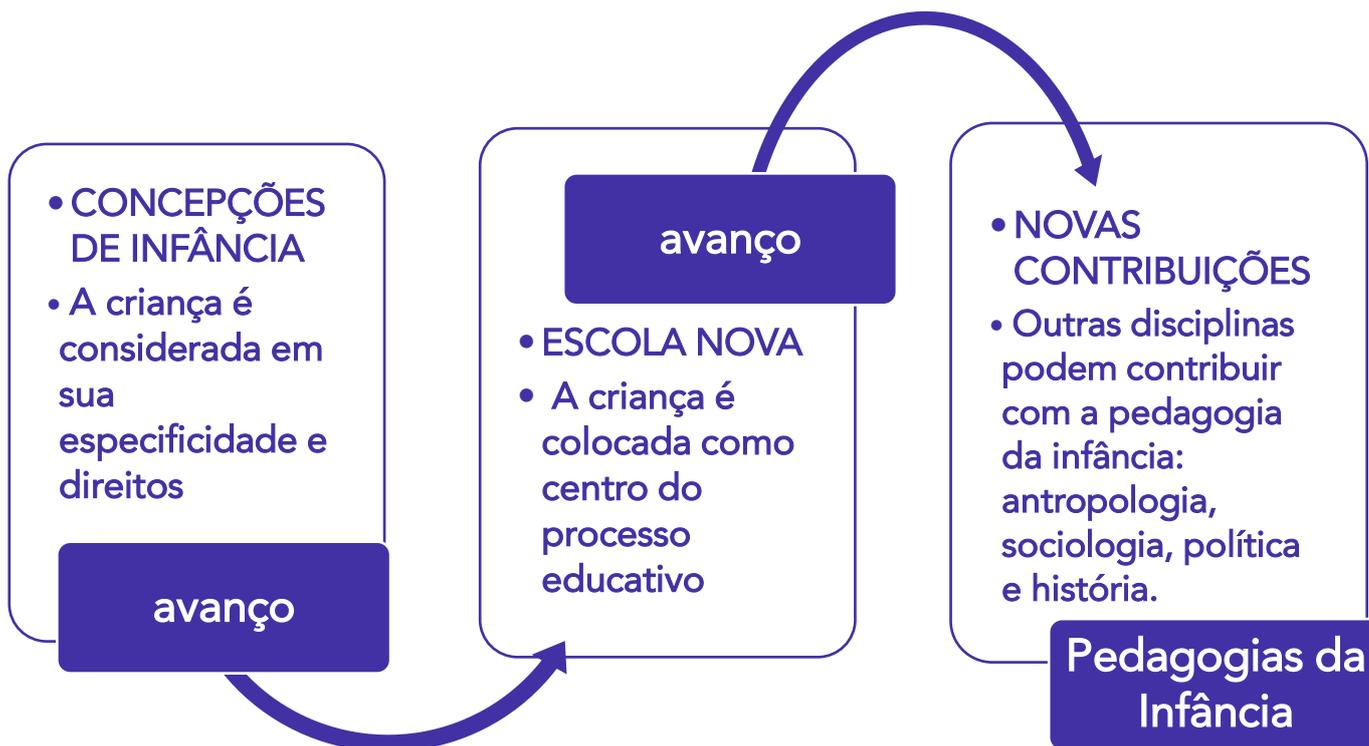 • CONCEPÇÕES
DE INFÂNCIA
• A criança é
considerada em
sua
especificidade e
direitos
avanço
avanço
• ESCOLA NOVA
• A criança é
colocada como
centro do
processo
educativo
• NOVAS
CONTRIBUIÇÕES
• Outras disciplinas
podem contribuir
com a pedagogia
da infância:
antropologia,
sociologia, política
e história.
Pedagogias da
Infância